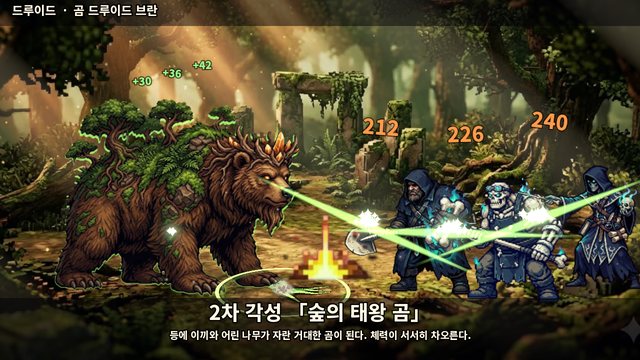 드루이드 · 곰 드루이드 브란
+30
+36
+42
212
226
240
2차 각성 「숲의 태왕 곰」
등에 이끼와 어린 나무가 자란 거대한 곰이 된다. 체력이 서서히 차오른다.